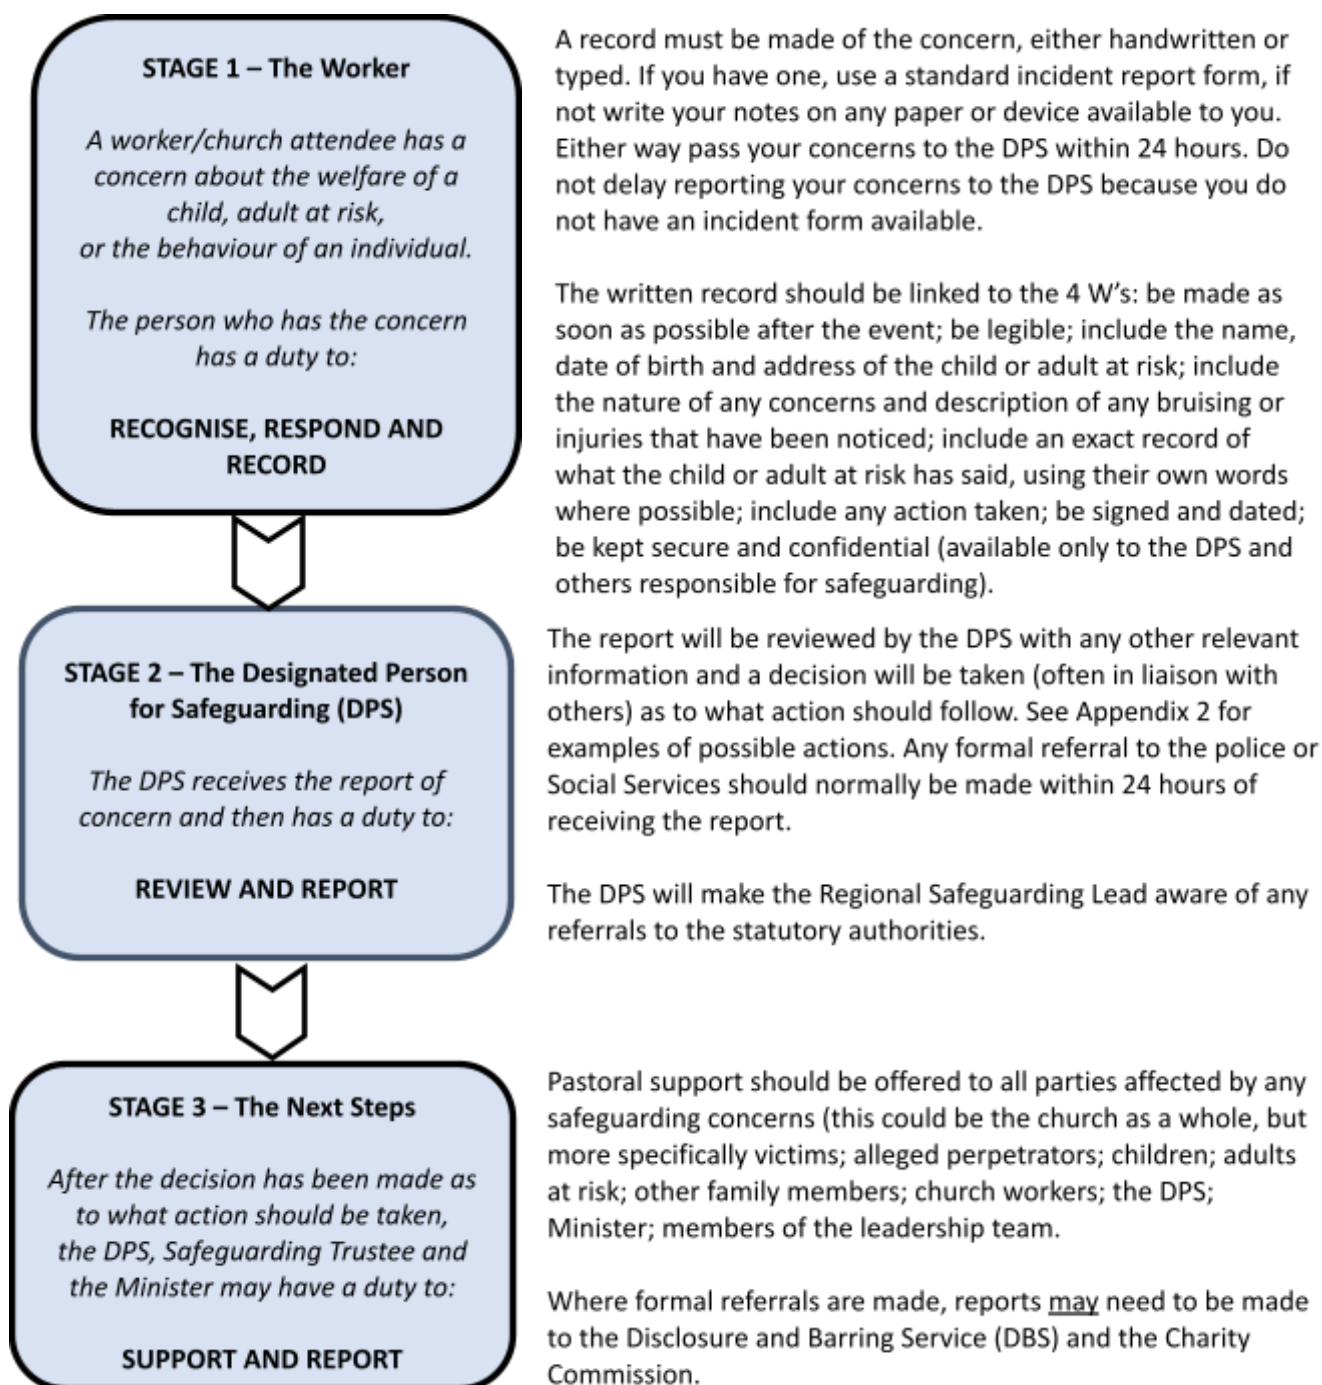 STAGE 1 – The Worker
A worker/church attendee has a
concern about the welfare of a
child, adult at risk,
or the behaviour of an individual.
The person who has the concern
has a duty to:
RECOGNISE, RESPOND AND
RECORD
A record must be made of the concern, either handwritten or
typed. If you have one, use a standard incident report form, if
not write your notes on any paper or device available to you.
Either way pass your concerns to the DPS within 24 hours. Do
not delay reporting your concerns to the DPS because you do
not have an incident form available.
The written record should be linked to the 4 W’s: be made as
soon as possible after the event; be legible; include the name,
date of birth and address of the child or adult at risk; include
the nature of any concerns and description of any bruising or
injuries that have been noticed; include an exact record of
what the child or adult at risk has said, using their own words
where possible; include any action taken; be signed and dated;
be kept secure and confidential (available only to the DPS and
others responsible for safeguarding).
STAGE 2 – The Designated Person
for Safeguarding (DPS)
The DPS receives the report of
concern and then has a duty to:
REVIEW AND REPORT
The report will be reviewed by the DPS with any other relevant
information and a decision will be taken (often in liaison with
others) as to what action should follow. See Appendix 2 for
examples of possible actions. Any formal referral to the police or
Social Services should normally be made within 24 hours of
receiving the report.
The DPS will make the Regional Safeguarding Lead aware of any
referrals to the statutory authorities.
STAGE 3 – The Next Steps
After the decision has been made as
to what action should be taken,
the DPS, Safeguarding Trustee and
the Minister may have a duty to:
SUPPORT AND REPORT
Pastoral support should be offered to all parties affected by any
safeguarding concerns (this could be the church as a whole, but
more specifically victims; alleged perpetrators; children; adults
at risk; other family members; church workers; the DPS;
Minister; members of the leadership team.
Where formal referrals are made, reports may need to be made
to the Disclosure and Barring Service (DBS) and the Charity
Commission.